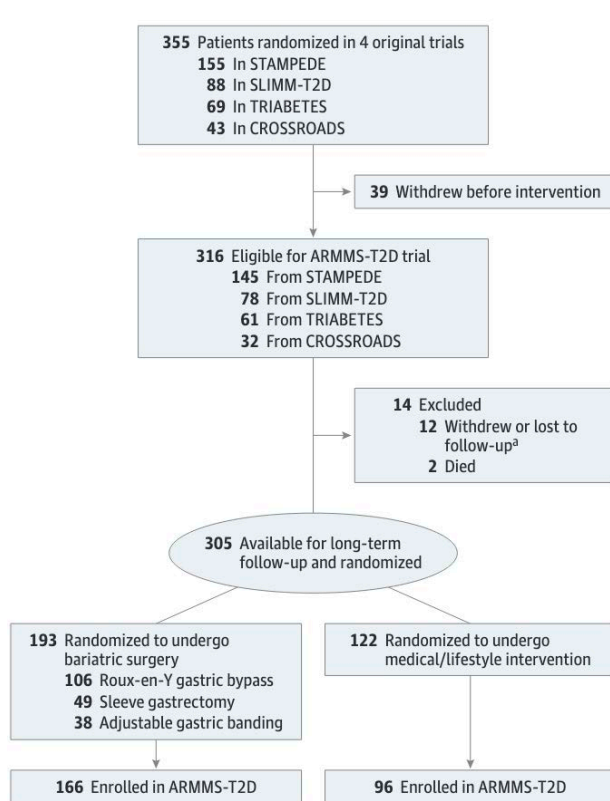 355 Patients randomized in 4 original trials
155 In STAMPEDE
88 In SLIMM-T2D
69 In TRIABETES
43 In CROSSROADS
39 Withdrew before intervention
316 Eligible for ARMMS-T2D trial
145 From STAMPEDE
78 From SLIMM-T2D
61 From TRIABETES
32 From CROSSROADS
14 Excluded
12 Withdrew or lost to
follow-upᵃ
2 Died
305 Available for long-term
follow-up and randomized
193 Randomized to undergo
bariatric surgery
106 Roux-en-Y gastric bypass
49 Sleeve gastrectomy
38 Adjustable gastric banding
122 Randomized to undergo
medical/lifestyle intervention
166 Enrolled in ARMMS-T2D
96 Enrolled in ARMMS-T2D